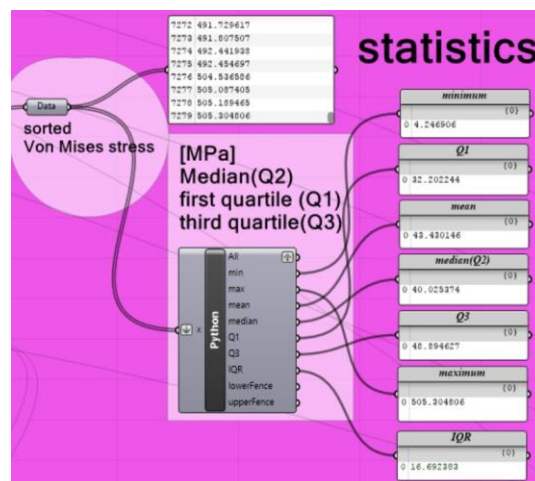 7272 491.729617
7273 491.807507
7274 492.441938
7275 492.454697
7276 504.536586
7277 505.087405
7278 505.189465
7279 505.304806
statistics
Data
sorted
Von Mises stress
[MPa]
Median(Q2)
first quartile (Q1)
third quartile(Q3)
x
Python
All
min
max
mean
median
Q1
Q3
IQR
lowerFence
upperFence
minimum
{0}
0 4.246906
Q1
{0}
0 32.202244
mean
{0}
0 43.430146
median(Q2)
{0}
0 40.025374
Q3
{0}
0 48.894627
maximum
{0}
0 505.304806
IQR
{0}
0 16.692383